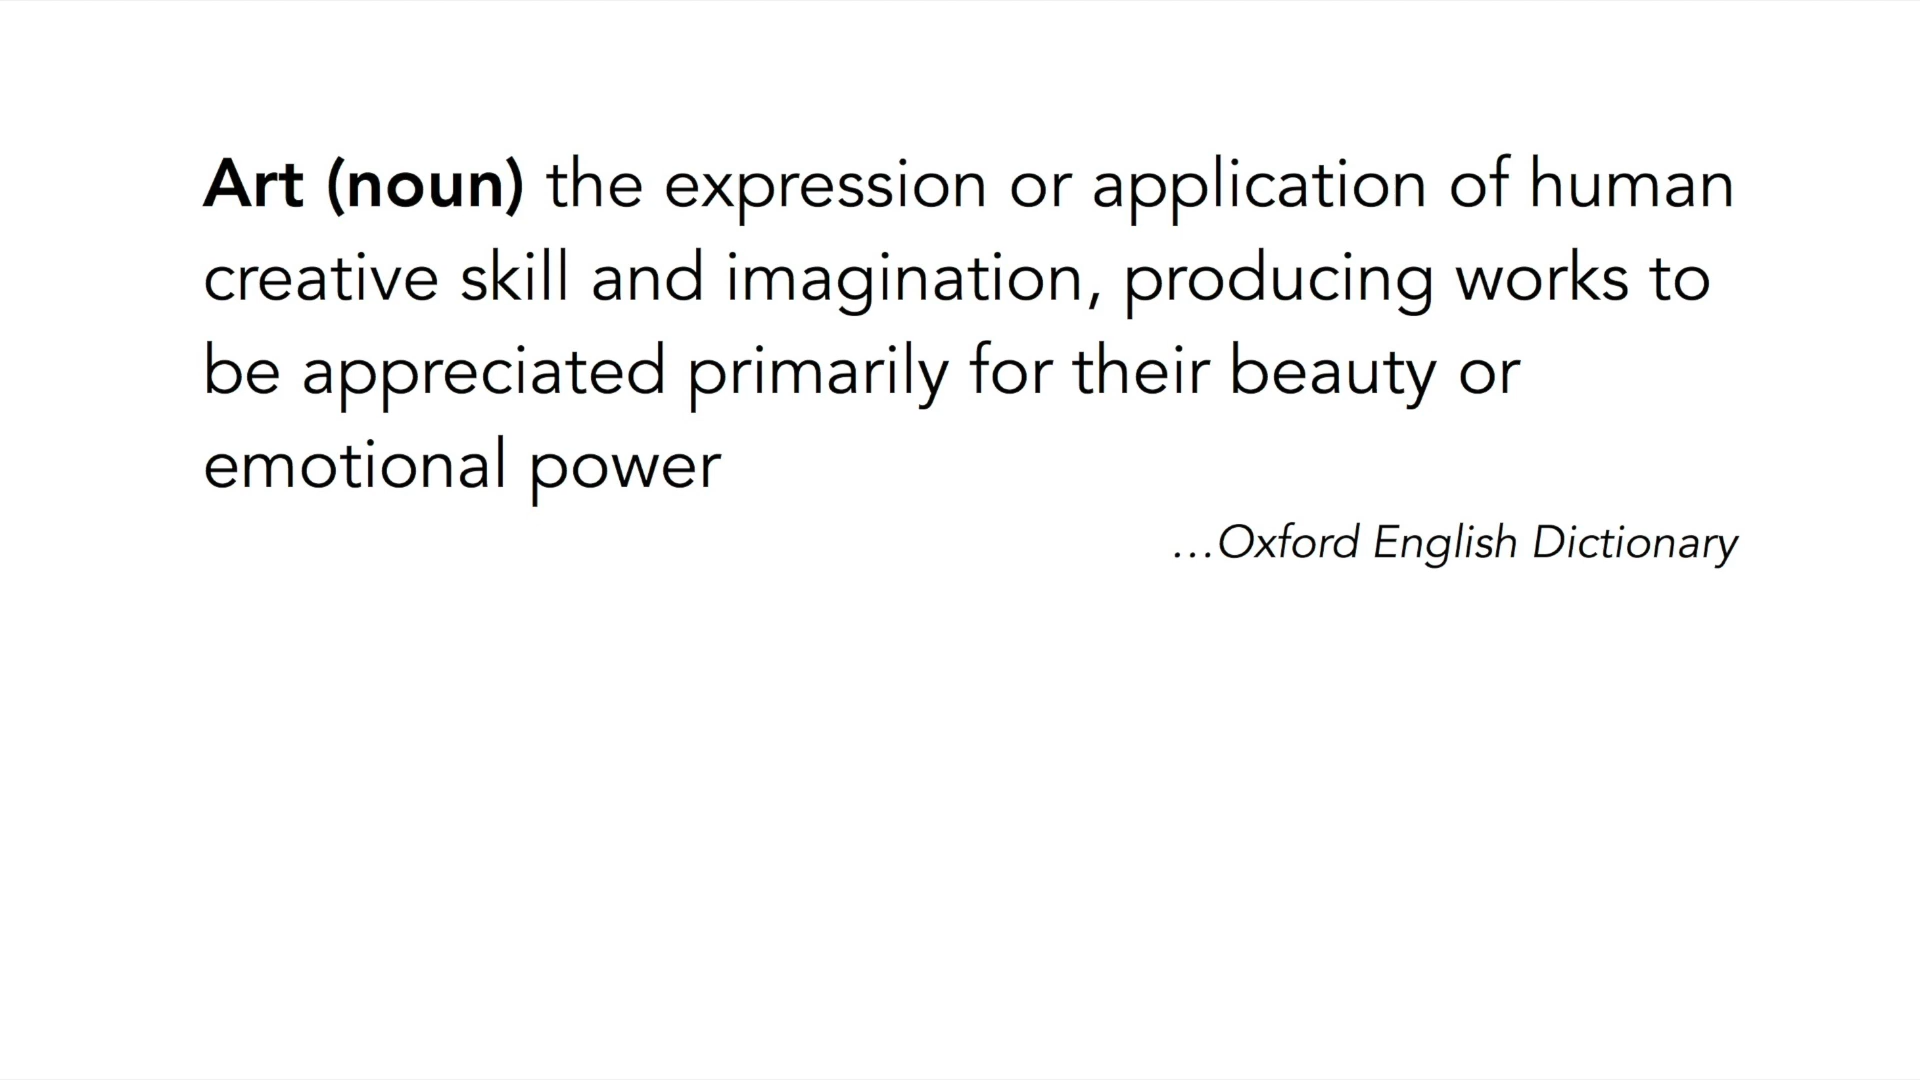 Art (noun) the expression or application of human
creative skill and imagination, producing works to
be appreciated primarily for their beauty or
emotional power
…Oxford English Dictionary